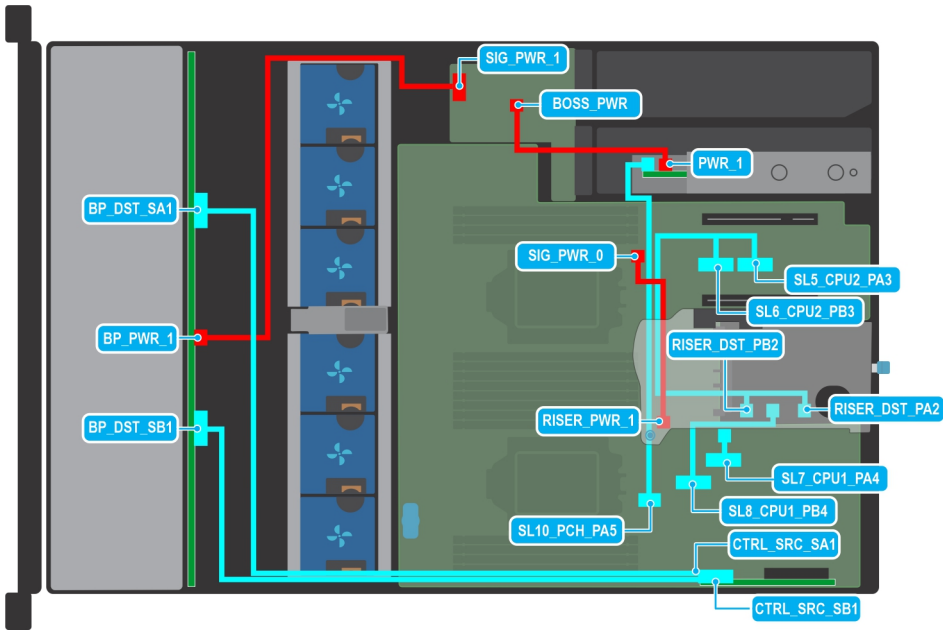 SIG_PWR_1
BOSS_PWR
PWR_1
BP_DST_SA1
SIG_PWR_0
SL5_CPU2_PA3
SL6_CPU2_PB3
BP_PWR_1
RISER_DST_PB2
RISER_DST_PA2
RISER_PWR_1
BP_DST_SB1
SL7_CPU1_PA4
SL8_CPU1_PB4
SL10_PCH_PA5
CTRL_SRC_SA1
CTRL_SRC_SB1